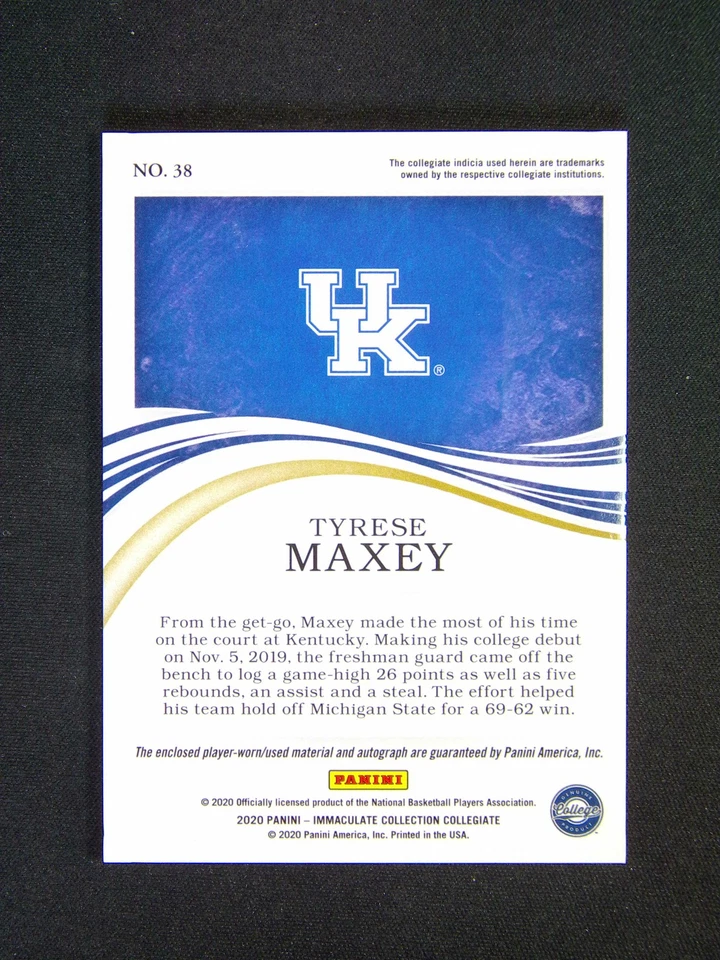 NO. 38
The collegiate indicia used herein are trademarks
owned by the respective collegiate institutions.
UK®
TYRESE
MAXEY
From the get-go, Maxey made the most of his time
on the court at Kentucky. Making his college debut
on Nov. 5, 2019, the freshman guard came off the
bench to log a game-high 26 points as well as five
rebounds, an assist and a steal. The effort helped
his team hold off Michigan State for a 69-62 win.
The enclosed player-worn/used material and autograph are guaranteed by Panini America, Inc.
PANINI
© 2020 Officially licensed product of the National Basketball Players Association.
2020 PANINI – IMMACULATE COLLECTION COLLEGIATE
© 2020 Panini America, Inc. Printed in the USA.
GENUINE
College
PRODUCT
™